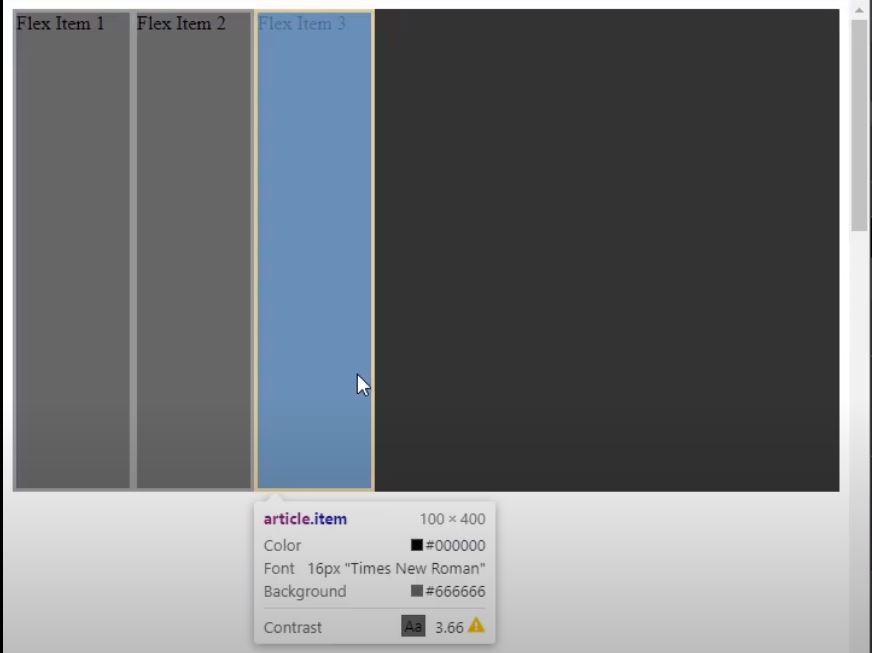 Flex Item 1 Flex Item 2 Flex Item 3
article.item 100 × 400
Color #000000
Font 16px "Times New Roman"
Background #666666
Contrast Aa 3.66